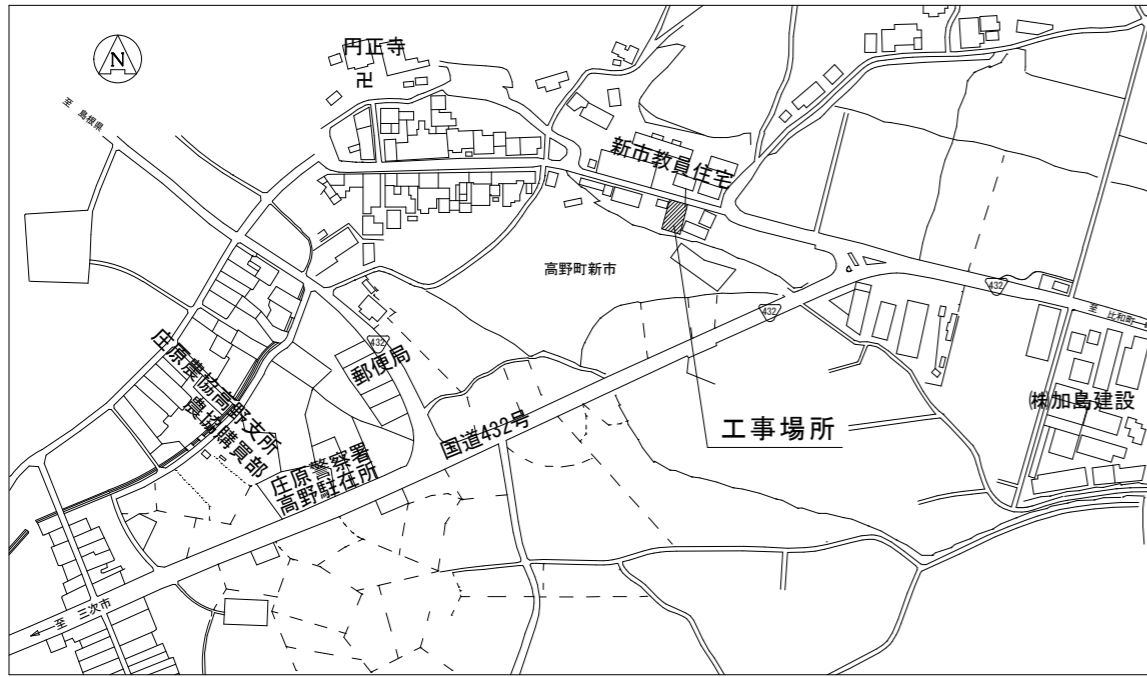 円正寺
卍
N
至 島根県
新市教員住宅
高野町新市
432
432
至 比和町
432
郵便局
庄原農協高野支所
農協購買部
(株)加島建設
国道432号
工事場所
庄原警察署
高野駐在所
至 三次市